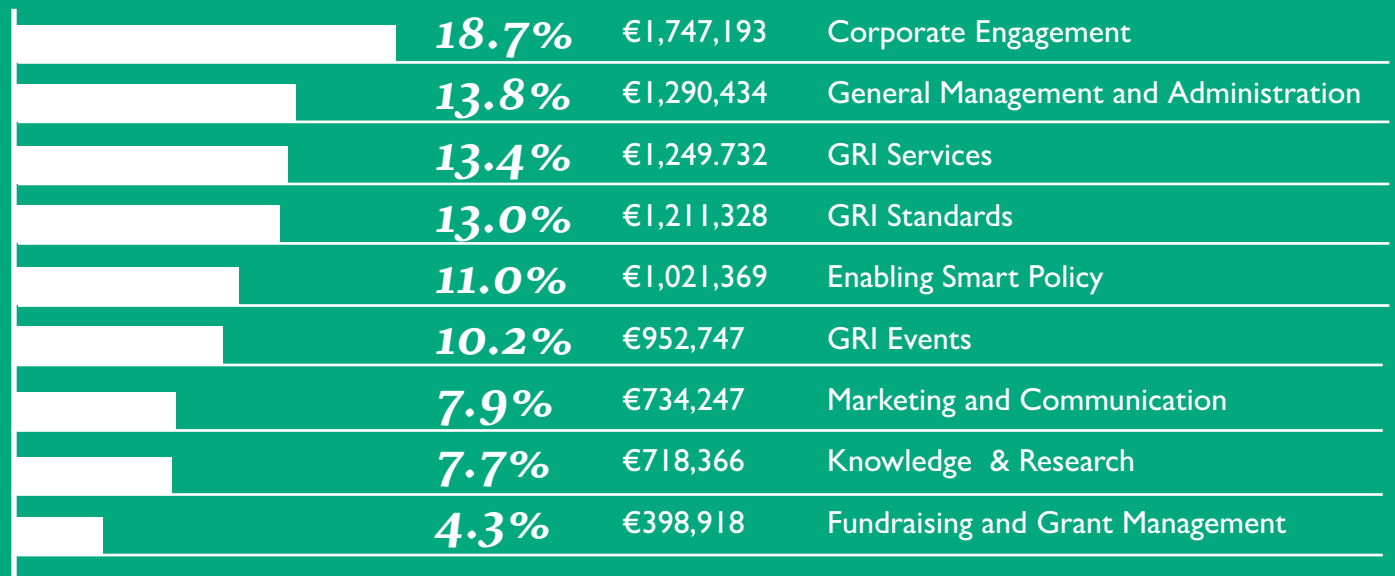 18.7% €1,747,193 Corporate Engagement
13.8% €1,290,434 General Management and Administration
13.4% €1,249.732 GRI Services
13.0% €1,211,328 GRI Standards
11.0% €1,021,369 Enabling Smart Policy
10.2% €952,747 GRI Events
7.9% €734,247 Marketing and Communication
7.7% €718,366 Knowledge & Research
4.3% €398,918 Fundraising and Grant Management